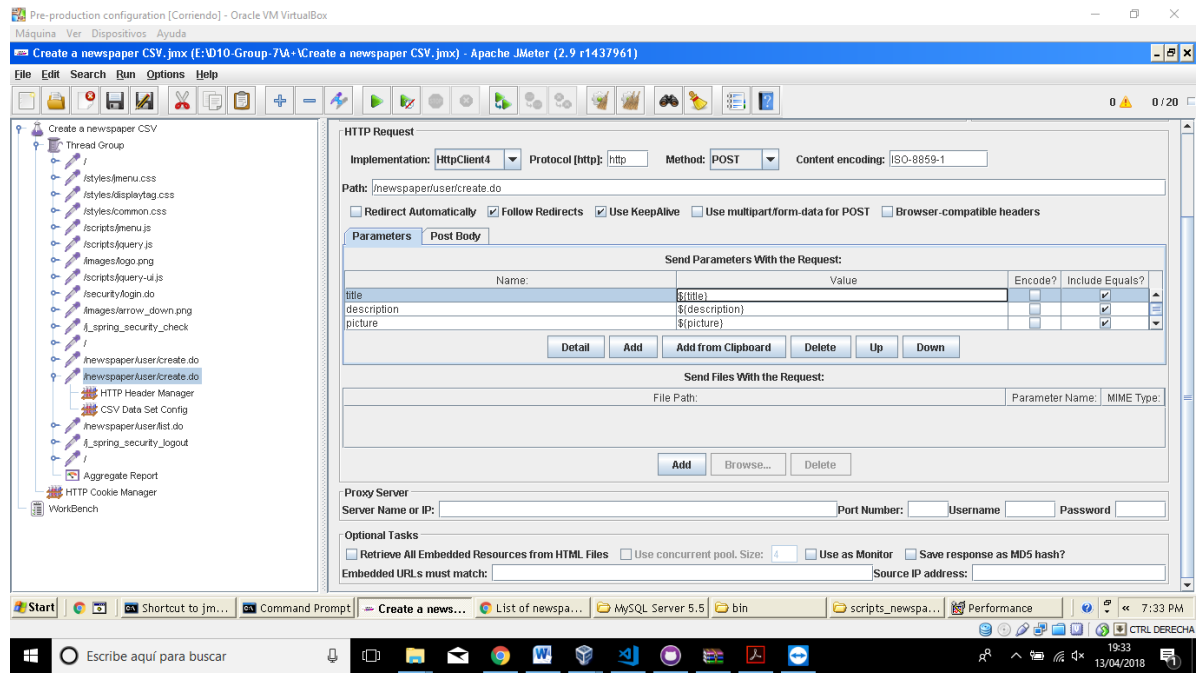 Pre-production configuration [Corriendo] - Oracle VM VirtualBox
Máquina Ver Dispositivos Ayuda
Create a newspaper CSV.jmx (E:\D10-Group-7\A+\Create a newspaper CSV.jmx) - Apache JMeter (2.9 r1437961)
File Edit Search Run Options Help
0 0/20
Create a newspaper CSV
Thread Group
/
/styles/jmenu.css
/styles/displaytag.css
/styles/common.css
/scripts/jmenu.js
/scripts/jquery.js
/images/logo.png
/scripts/jquery-ui.js
/security/login.do
/images/arrow_down.png
/j_spring_security_check
/
/newspaper/user/create.do
/newspaper/user/create.do
HTTP Header Manager
CSV Data Set Config
/newspaper/user/list.do
/j_spring_security_logout
/
Aggregate Report
HTTP Cookie Manager
WorkBench
HTTP Request
Implementation: HttpClient4 Protocol [http]: http Method: POST Content encoding: ISO-8859-1
Path: /newspaper/user/create.do
Redirect Automatically Follow Redirects Use KeepAlive Use multipart/form-data for POST Browser-compatible headers
Parameters Post Body
Send Parameters With the Request:
Name: Value Encode? Include Equals?
title ${title}
description ${description}
picture ${picture}
Detail Add Add from Clipboard Delete Up Down
Send Files With the Request:
File Path: Parameter Name: MIME Type:
Add Browse... Delete
Proxy Server
Server Name or IP: Port Number: Username Password
Optional Tasks
Retrieve All Embedded Resources from HTML Files Use concurrent pool. Size: 4 Use as Monitor Save response as MD5 hash?
Embedded URLs must match: Source IP address:
Start Shortcut to jm... Command Prompt Create a news... List of newspa... MySQL Server 5.5 bin scripts_newspa... Performance « 7:33 PM
CTRL DERECHA
Escribe aquí para buscar
19:33
13/04/2018